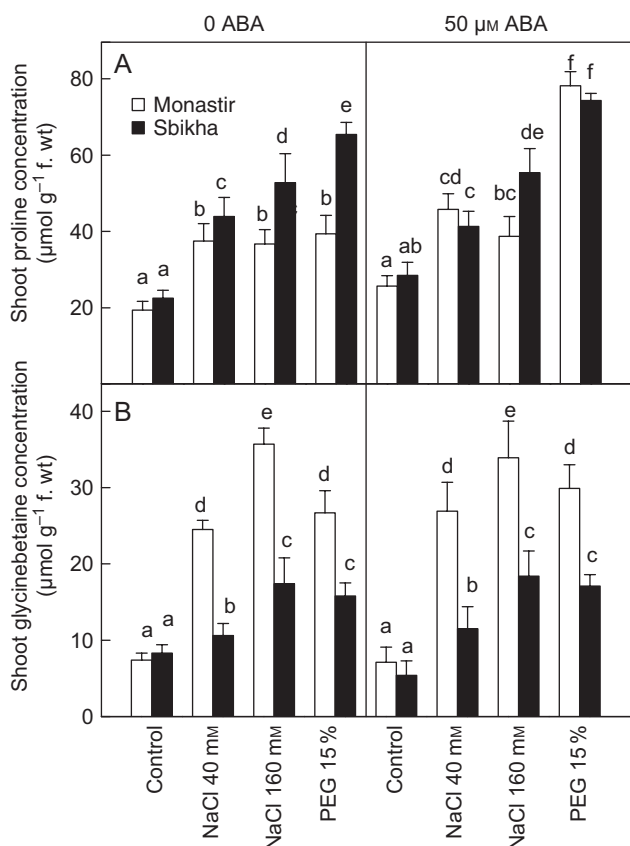 0 ABA
50 µM ABA
A
Monastir
Sbikha
Shoot proline concentration
(µmol g–1 f. wt)
80
60
40
20
a a b c b d b e
a ab cd c bc de f f
B
Shoot glycinebetaine concentration
(µmol g–1 f. wt)
40
30
20
10
0
a a d b e c d c
a a d b e c d c
Control
NaCl 40 mM
NaCl 160 mM
PEG 15 %
Control
NaCl 40 mM
NaCl 160 mM
PEG 15 %